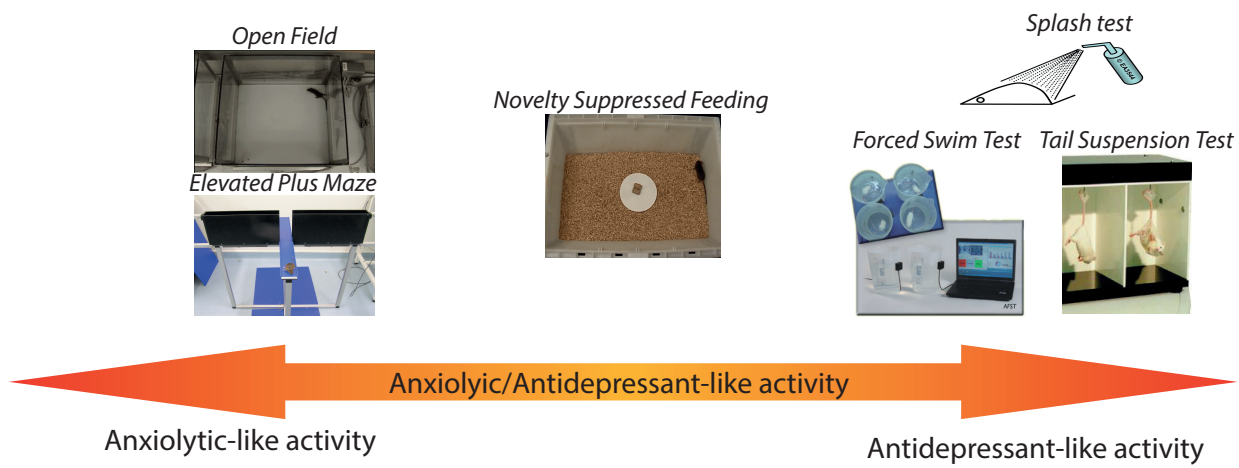 Open Field
Splash test
© EAS544
Novelty Suppressed Feeding
Forced Swim Test
Tail Suspension Test
Elevated Plus Maze
AFST
Anxiolyic/Antidepressant-like activity
Anxiolytic-like activity
Antidepressant-like activity